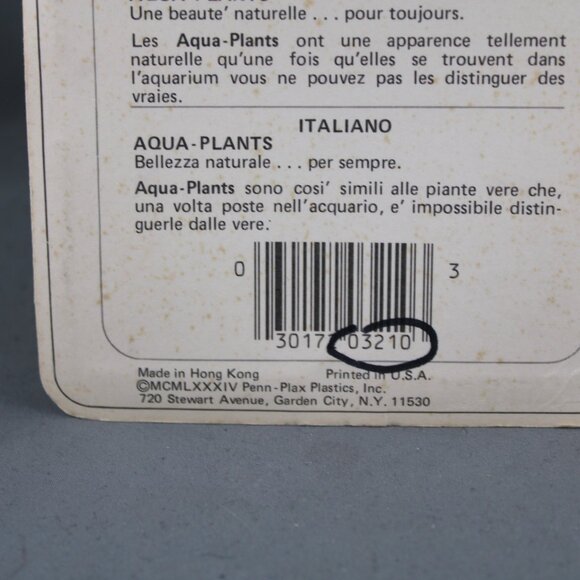 Une beaute' naturelle . . . pour toujours.
Les Aqua-Plants ont une apparence tellement
naturelle qu'une fois qu'elles se trouvent dans
l'aquarium vous ne pouvez pas les distinguer des
vraies.
ITALIANO
AQUA-PLANTS
Bellezza naturale . . . per sempre.
Aqua-Plants sono cosi' simili alle piante vere che,
una volta poste nell'acquario, e' impossibile distin-
guerle dalle vere.
0 3
30172 03210
Made in Hong Kong Printed in U.S.A.
©MCMLXXXIV Penn-Plax Plastics, Inc.
720 Stewart Avenue, Garden City, N.Y. 11530